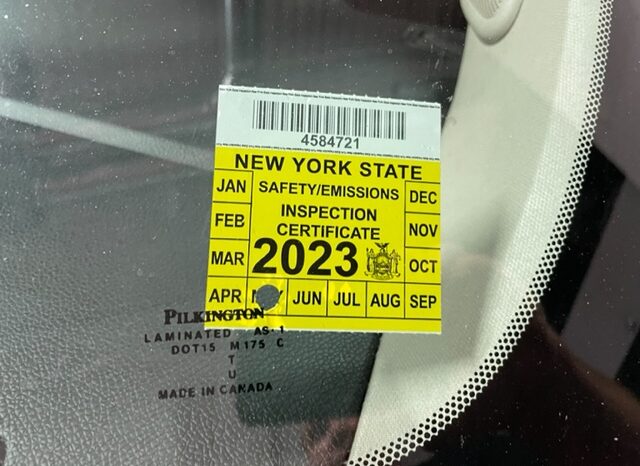 4584721
NEW YORK STATE
JAN SAFETY/EMISSIONS DEC
FEB INSPECTION NOV
CERTIFICATE
MAR 2023 OCT
APR JUN JUL AUG SEP
PILKINGTON
LAMINATED AS-1
DOT15 M175 C
T
U
MADE IN CANADA